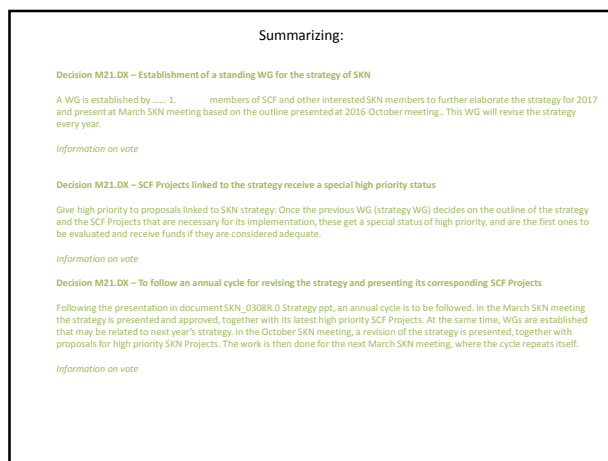 Summarizing:
Decision M21.DX – Establishment of a standing WG for the strategy of SKN
A WG is established by ...... 1. members of SCF and other interested SKN members to further elaborate the strategy for 2017
and present at March SKN meeting based on the outline presented at 2016 October meeting.. This WG will revise the strategy
every year.
Information on vote
Decision M21.DX – SCF Projects linked to the strategy receive a special high priority status
Give high priority to proposals linked to SKN strategy: Once the previous WG (strategy WG) decides on the outline of the strategy
and the SCF Projects that are necessary for its implementation, these get a special status of high priority, and are the first ones to
be evaluated and receive funds if they are considered adequate.
Information on vote
Decision M21.DX – To follow an annual cycle for revising the strategy and presenting its corresponding SCF Projects
Following the presentation in document SKN_0308R.0 Strategy ppt, an annual cycle is to be followed. In the March SKN meeting
the strategy is presented and approved, together with its latest high priority SCF Projects. At the same time, WGs are established
that may be related to next year's strategy. In the October SKN meeting, a revision of the strategy is presented, together with
proposals for high priority SKN Projects. The work is then done for the next March SKN meeting, where the cycle repeats itself.
Information on vote